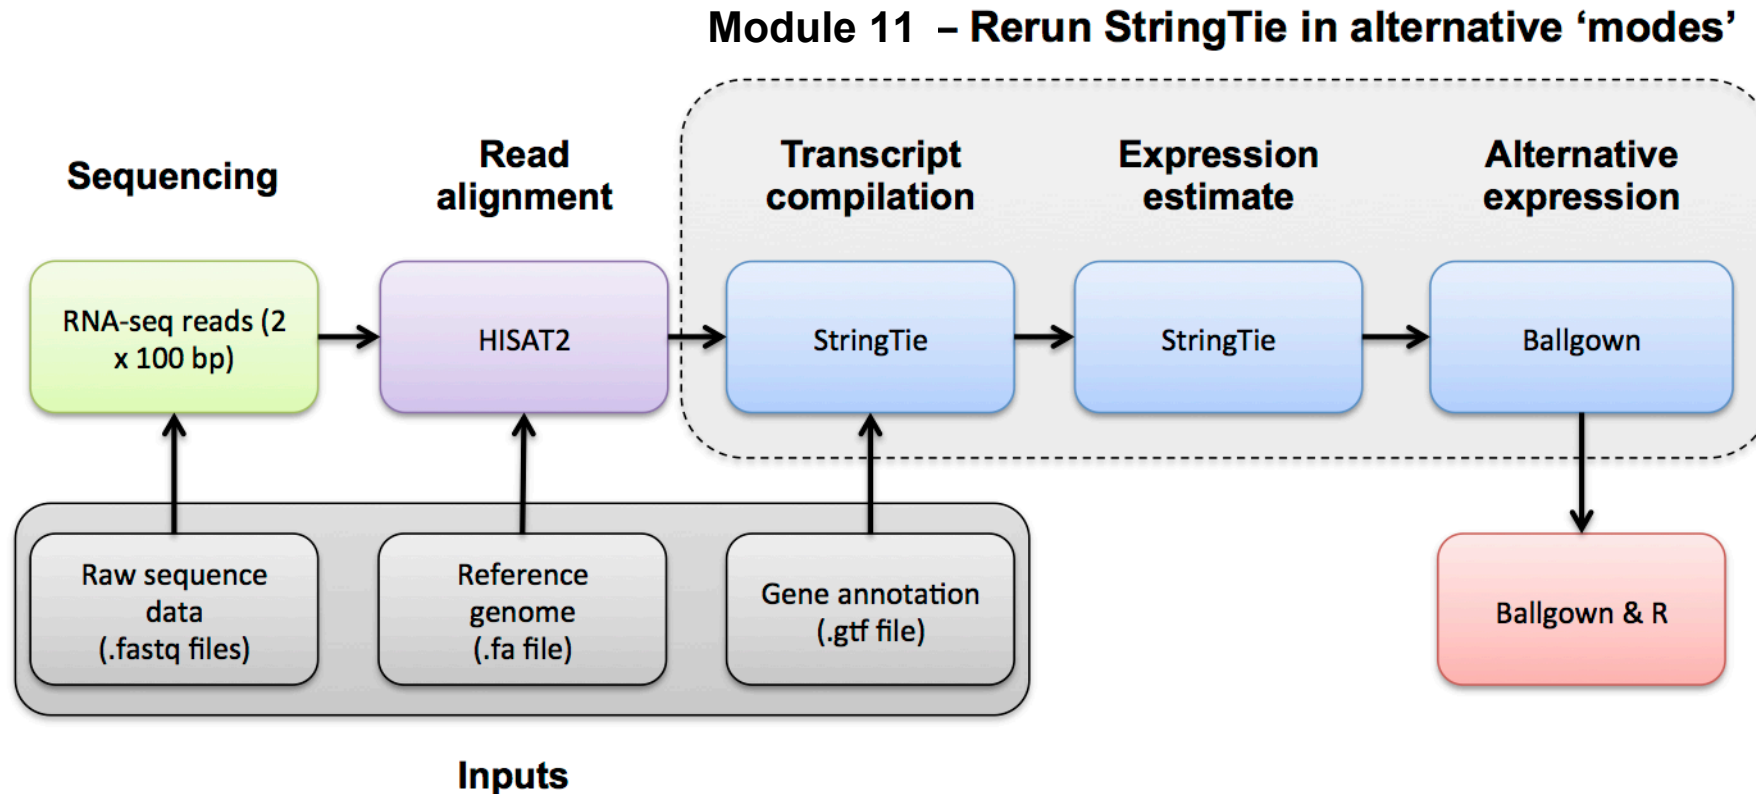 Module 11 – Rerun StringTie in alternative ‘modes’
Sequencing
Read
alignment
Transcript
compilation
Expression
estimate
Alternative
expression
RNA-seq reads (2
x 100 bp)
HISAT2
StringTie
StringTie
Ballgown
Raw sequence
data
(.fastq files)
Reference
genome
(.fa file)
Gene annotation
(.gtf file)
Ballgown & R
Inputs